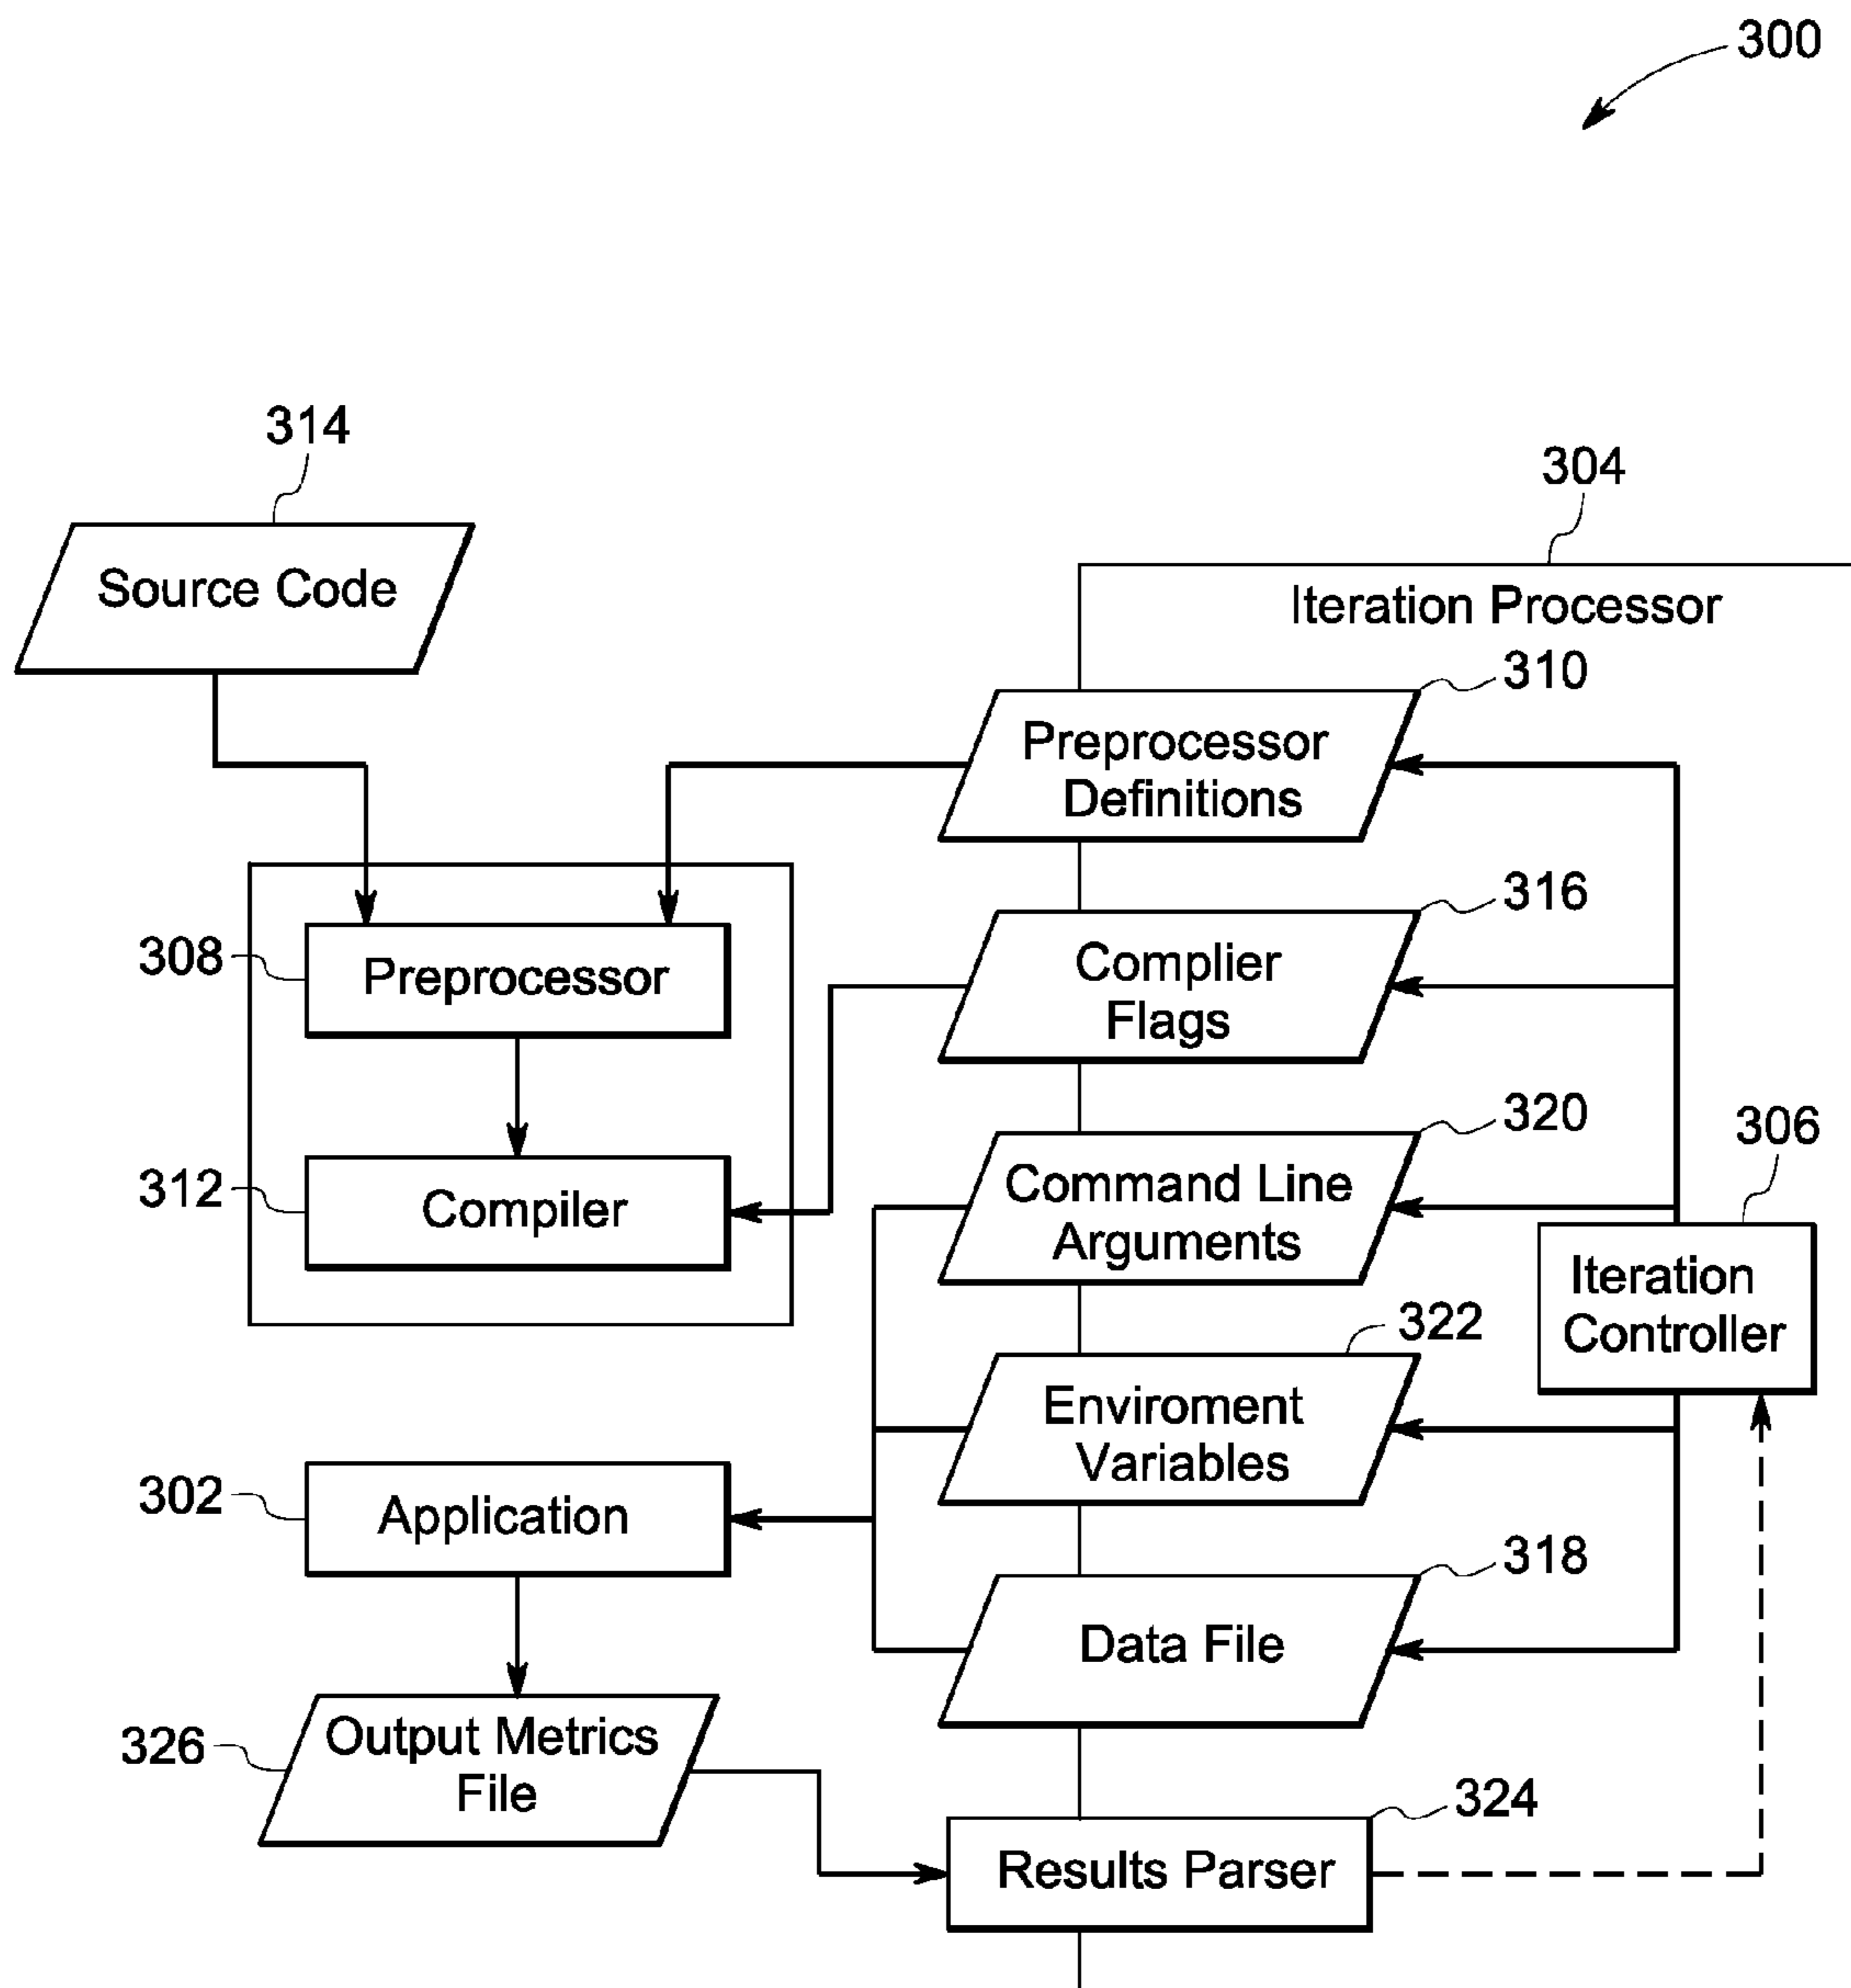 300
314
304
Source Code
Iteration Processor
310
Preprocessor
Definitions
316
308
Preprocessor
Complier
Flags
320
306
312
Compiler
Command Line
Arguments
Iteration
Controller
322
Enviroment
Variables
302
Application
318
Data File
326
Output Metrics
File
324
Results Parser